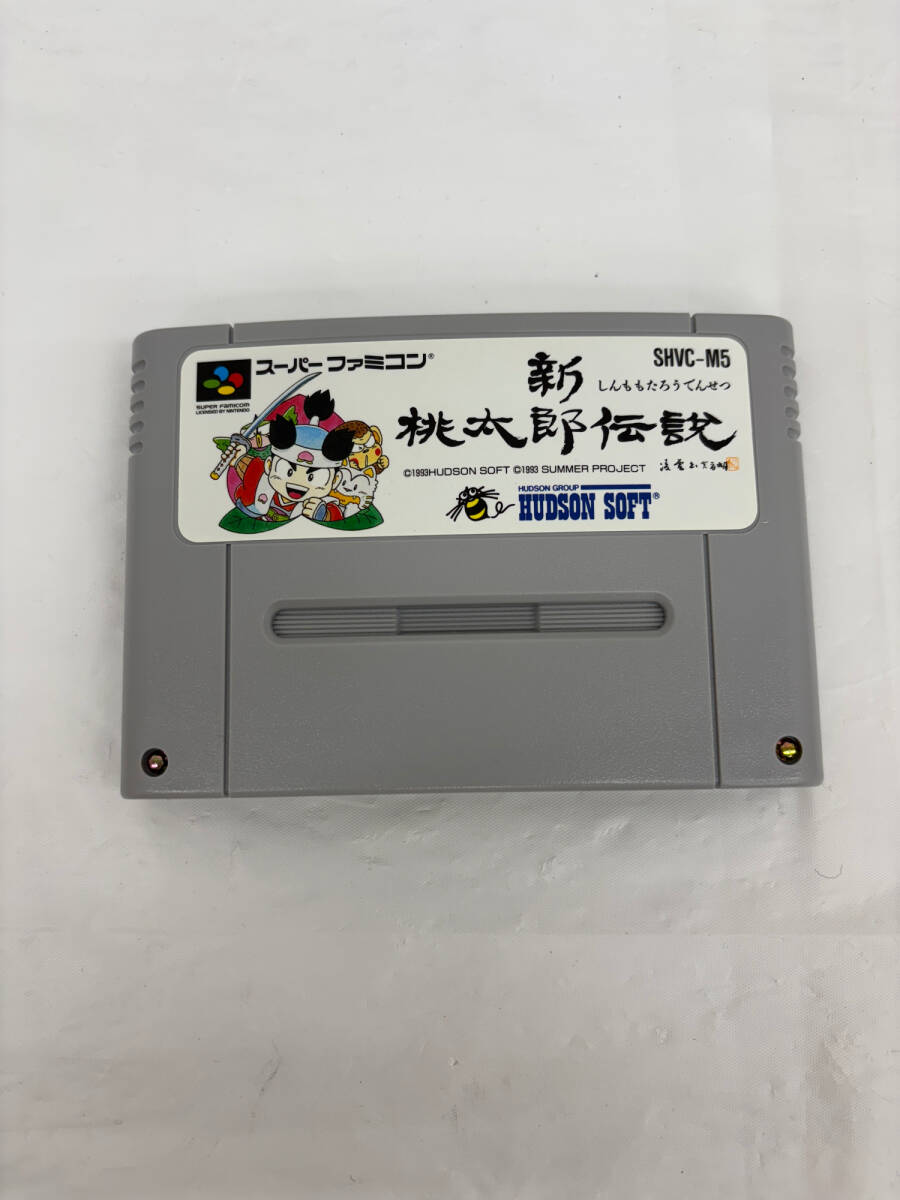 スーパーファミコン®
SUPER FAMICOM
LICENSED BY NINTENDO
SHVC-M5
新
しんももたろうでんせつ
桃太郎伝説
©1993HUDSON SOFT ©1993 SUMMER PROJECT
HUDSON GROUP
HUDSON SOFT®